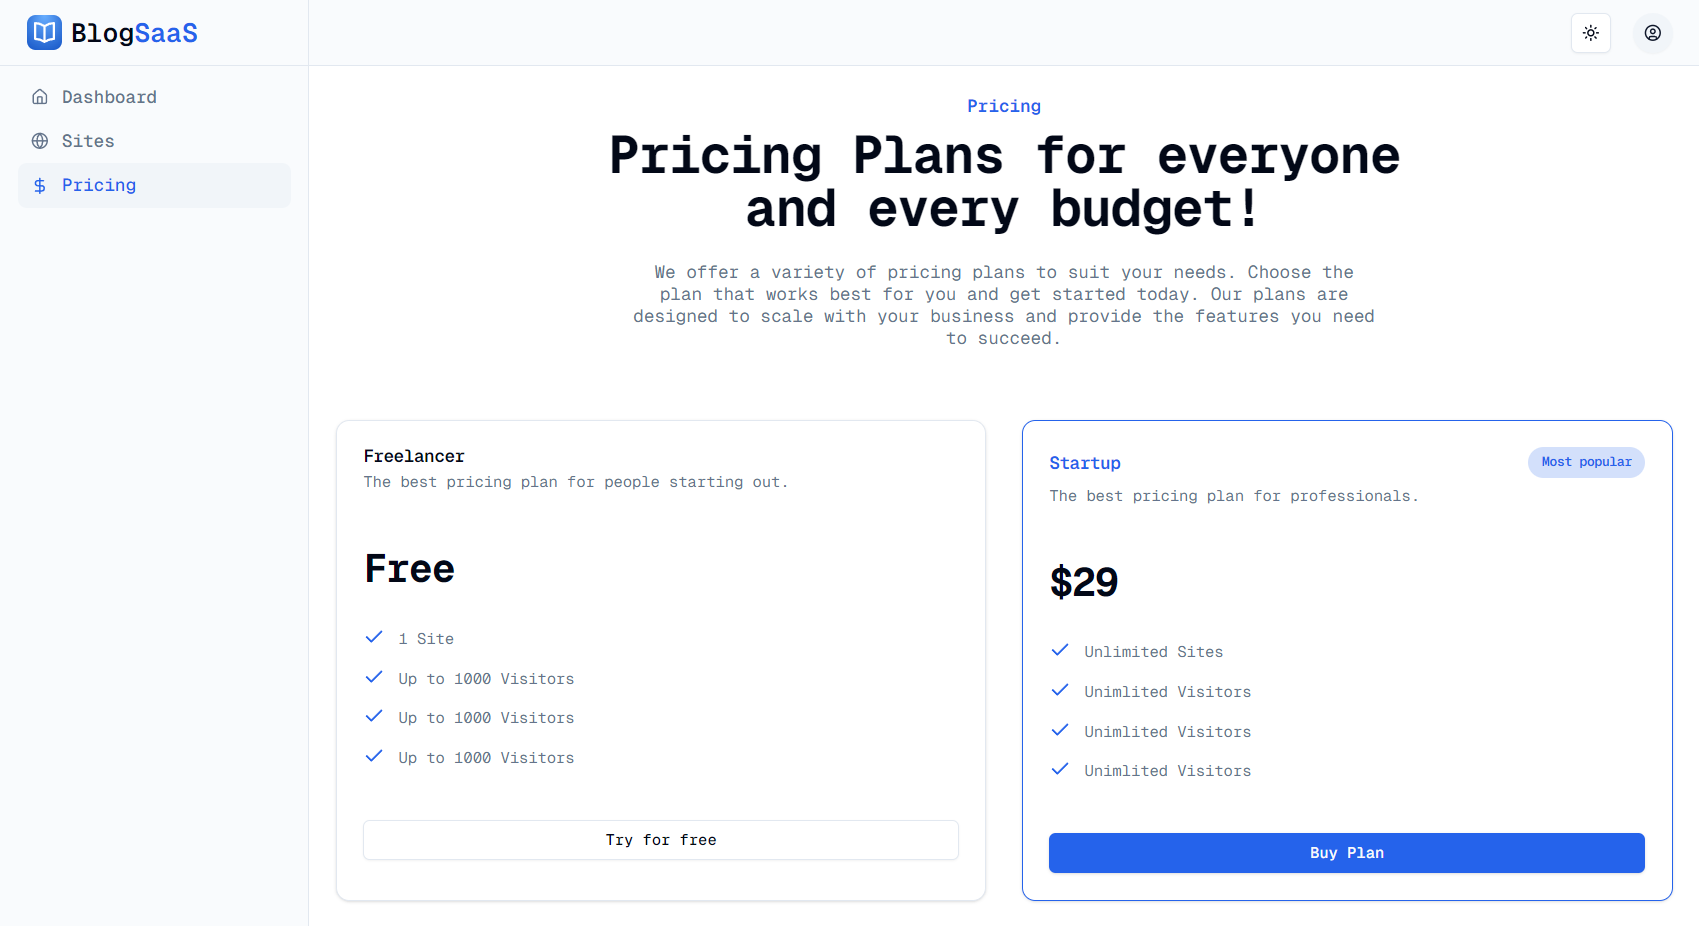 BlogSaaS
Dashboard
Sites
Pricing
Pricing
Pricing Plans for everyone
and every budget!
We offer a variety of pricing plans to suit your needs. Choose the
plan that works best for you and get started today. Our plans are
designed to scale with your business and provide the features you need
to succeed.
Freelancer
The best pricing plan for people starting out.
Free
1 Site
Up to 1000 Visitors
Up to 1000 Visitors
Up to 1000 Visitors
Try for free
Startup
Most popular
The best pricing plan for professionals.
$29
Unlimited Sites
Unimlited Visitors
Unimlited Visitors
Unimlited Visitors
Buy Plan